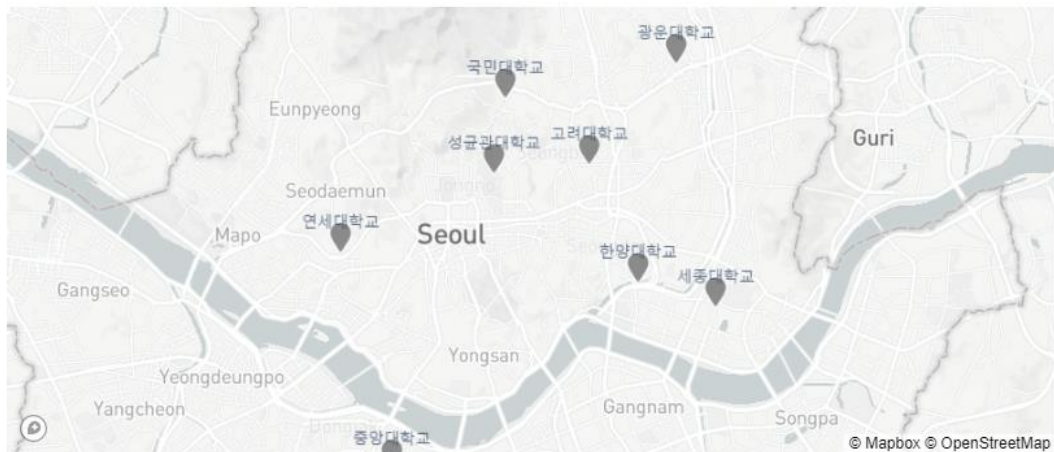 광운대학교
국민대학교
Eunpyeong
성균관대학교
고려대학교
Guri
Jongno
Seodaemun
연세대학교
Mapo
Seoul
한양대학교
세종대학교
Gangseo
Yongsan
Yeongdeungpo
Yangcheon
Gangnam
Songpa
중앙대학교
© Mapbox © OpenStreetMap